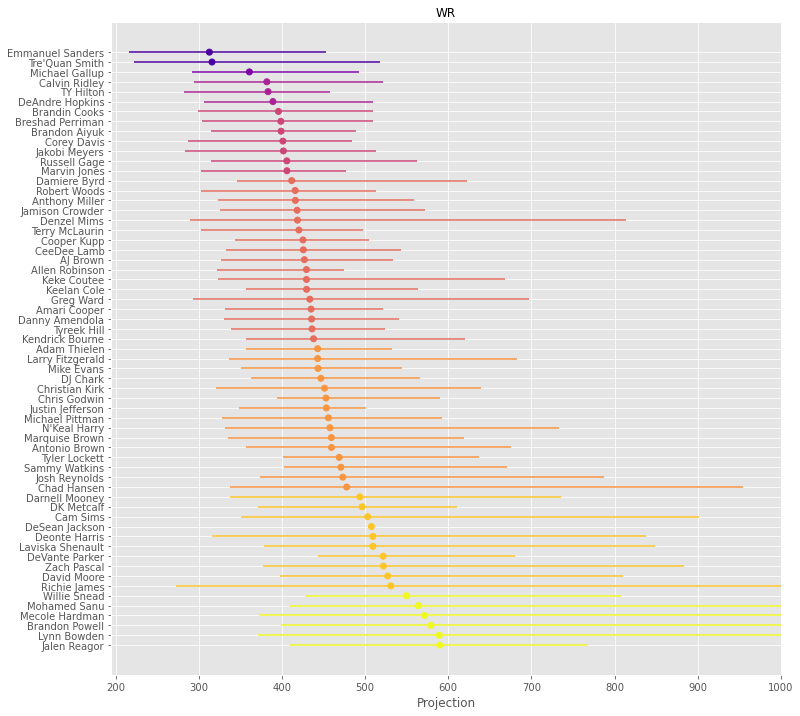 WR
Emmanuel Sanders
Tre'Quan Smith
Michael Gallup
Calvin Ridley
TY Hilton
DeAndre Hopkins
Brandin Cooks
Breshad Perriman
Brandon Aiyuk
Corey Davis
Jakobi Meyers
Russell Gage
Marvin Jones
Damiere Byrd
Robert Woods
Anthony Miller
Jamison Crowder
Denzel Mims
Terry McLaurin
Cooper Kupp
CeeDee Lamb
AJ Brown
Allen Robinson
Keke Coutee
Keelan Cole
Greg Ward
Amari Cooper
Danny Amendola
Tyreek Hill
Kendrick Bourne
Adam Thielen
Larry Fitzgerald
Mike Evans
DJ Chark
Christian Kirk
Chris Godwin
Justin Jefferson
Michael Pittman
N'Keal Harry
Marquise Brown
Antonio Brown
Tyler Lockett
Sammy Watkins
Josh Reynolds
Chad Hansen
Darnell Mooney
DK Metcalf
Cam Sims
DeSean Jackson
Deonte Harris
Laviska Shenault
DeVante Parker
Zach Pascal
David Moore
Richie James
Willie Snead
Mohamed Sanu
Mecole Hardman
Brandon Powell
Lynn Bowden
Jalen Reagor
200 300 400 500 600 700 800 900 1000
Projection